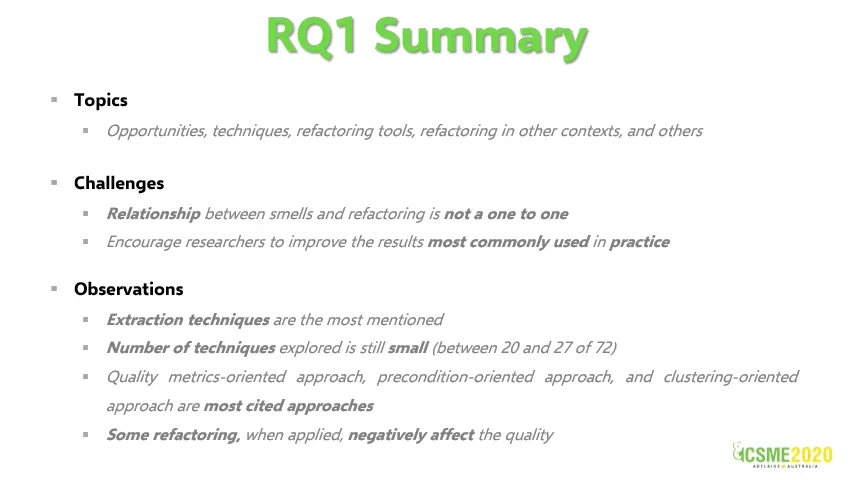 RQ1 Summary
Topics
Opportunities, techniques, refactoring tools, refactoring in other contexts, and others
Challenges
Relationship between smells and refactoring is not a one to one
Encourage researchers to improve the results most commonly used in practice
Observations
Extraction techniques are the most mentioned
Number of techniques explored is still small (between 20 and 27 of 72)
Quality metrics-oriented approach, precondition-oriented approach, and clustering-oriented
approach are most cited approaches
Some refactoring, when applied, negatively affect the quality
ICSME2020
ADELAIDE AUSTRALIA